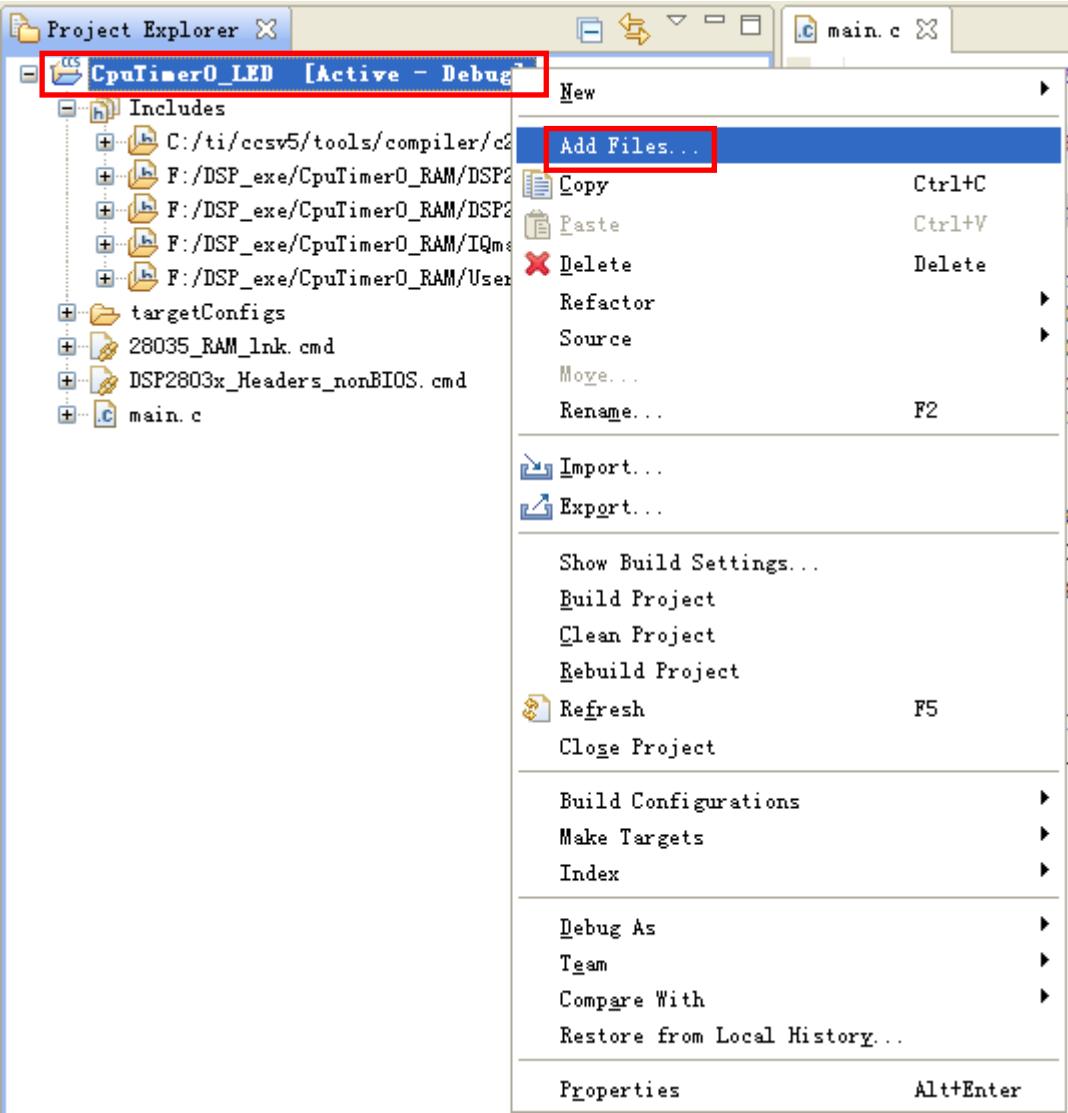 Project Explorer
main.c
CpuTimer0_LED [Active - Debug]
Includes
C:/ti/ccsv5/tools/compiler/c2
F:/DSP_exe/CpuTimer0_RAM/DSP2
F:/DSP_exe/CpuTimer0_RAM/DSP2
F:/DSP_exe/CpuTimer0_RAM/IQma
F:/DSP_exe/CpuTimer0_RAM/User
targetConfigs
28035_RAM_lnk.cmd
DSP2803x_Headers_nonBIOS.cmd
main.c
New
Add Files...
Copy Ctrl+C
Paste Ctrl+V
Delete Delete
Refactor
Source
Move...
Rename... F2
Import...
Export...
Show Build Settings...
Build Project
Clean Project
Rebuild Project
Refresh F5
Close Project
Build Configurations
Make Targets
Index
Debug As
Team
Compare With
Restore from Local History...
Properties Alt+Enter